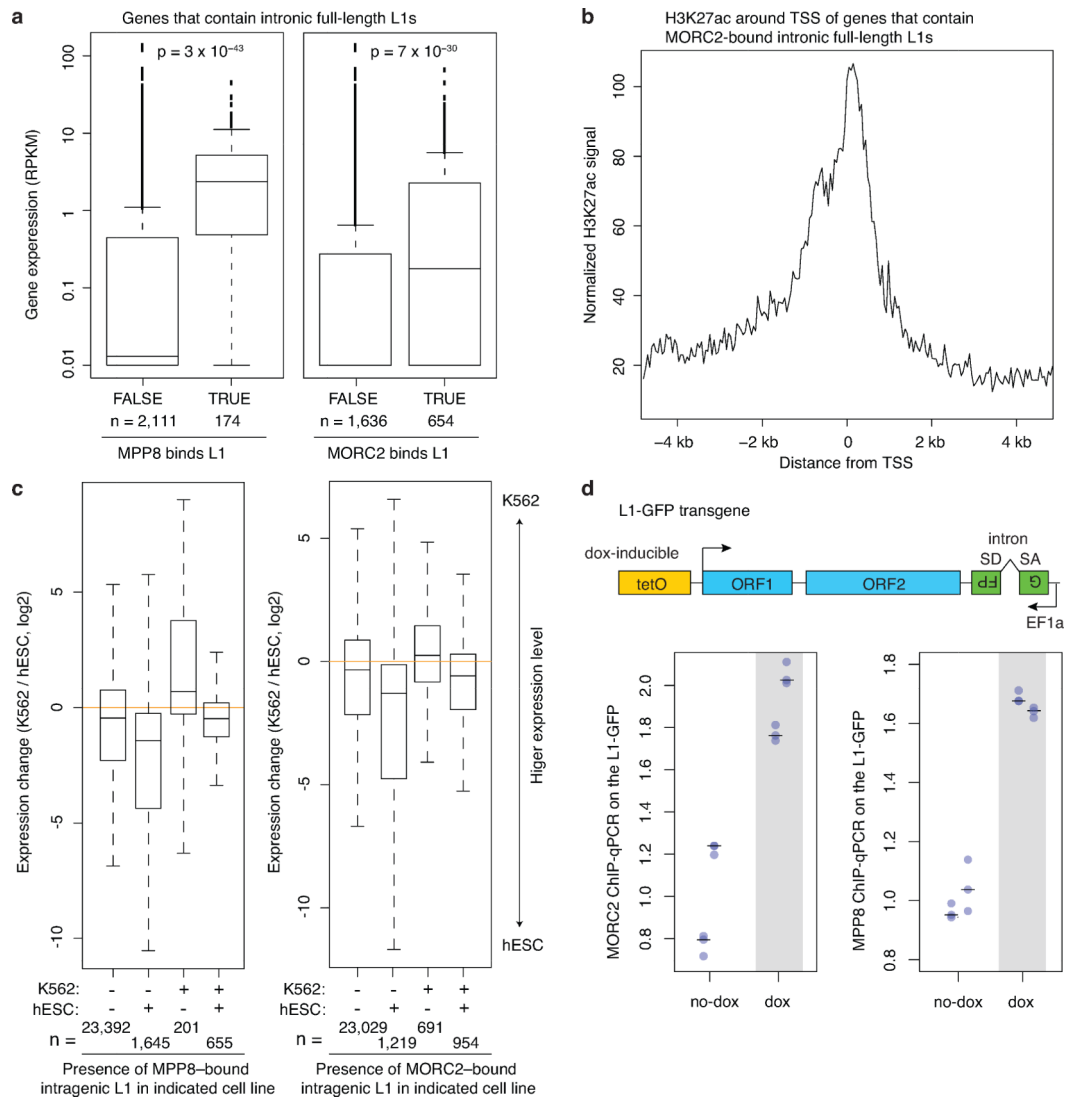 a
Genes that contain intronic full-length L1s
Gene experession (RPKM)
100
10
1
0.1
0.01
p = 3 x 10⁻⁴³
p = 7 x 10⁻³⁰
FALSE TRUE
n = 2,111 174
MPP8 binds L1
FALSE TRUE
n = 1,636 654
MORC2 binds L1
b
H3K27ac around TSS of genes that contain
MORC2-bound intronic full-length L1s
Normalized H3K27ac signal
100
80
60
40
20
−4 kb −2 kb 0 2 kb 4 kb
Distance from TSS
c
Expression change (K562 / hESC, log2)
5
0
-5
-10
Expression change (K562 / hESC, log2)
5
0
-5
-10
K562
Higer expression level
hESC
K562: - - + +
hESC: - + - +
n = 23,392 1,645 201 655
Presence of MPP8–bound
intragenic L1 in indicated cell line
- - + +
- + - +
23,029 1,219 691 954
Presence of MORC2–bound
intragenic L1 in indicated cell line
d
L1-GFP transgene
dox-inducible
intron
SD SA
tetO ORF1 ORF2 FP G
EF1a
MORC2 ChIP-qPCR on the L1-GFP
2.0
1.8
1.6
1.4
1.2
1.0
0.8
no-dox dox
MPP8 ChIP-qPCR on the L1-GFP
1.8
1.6
1.4
1.2
1.0
0.8
no-dox dox